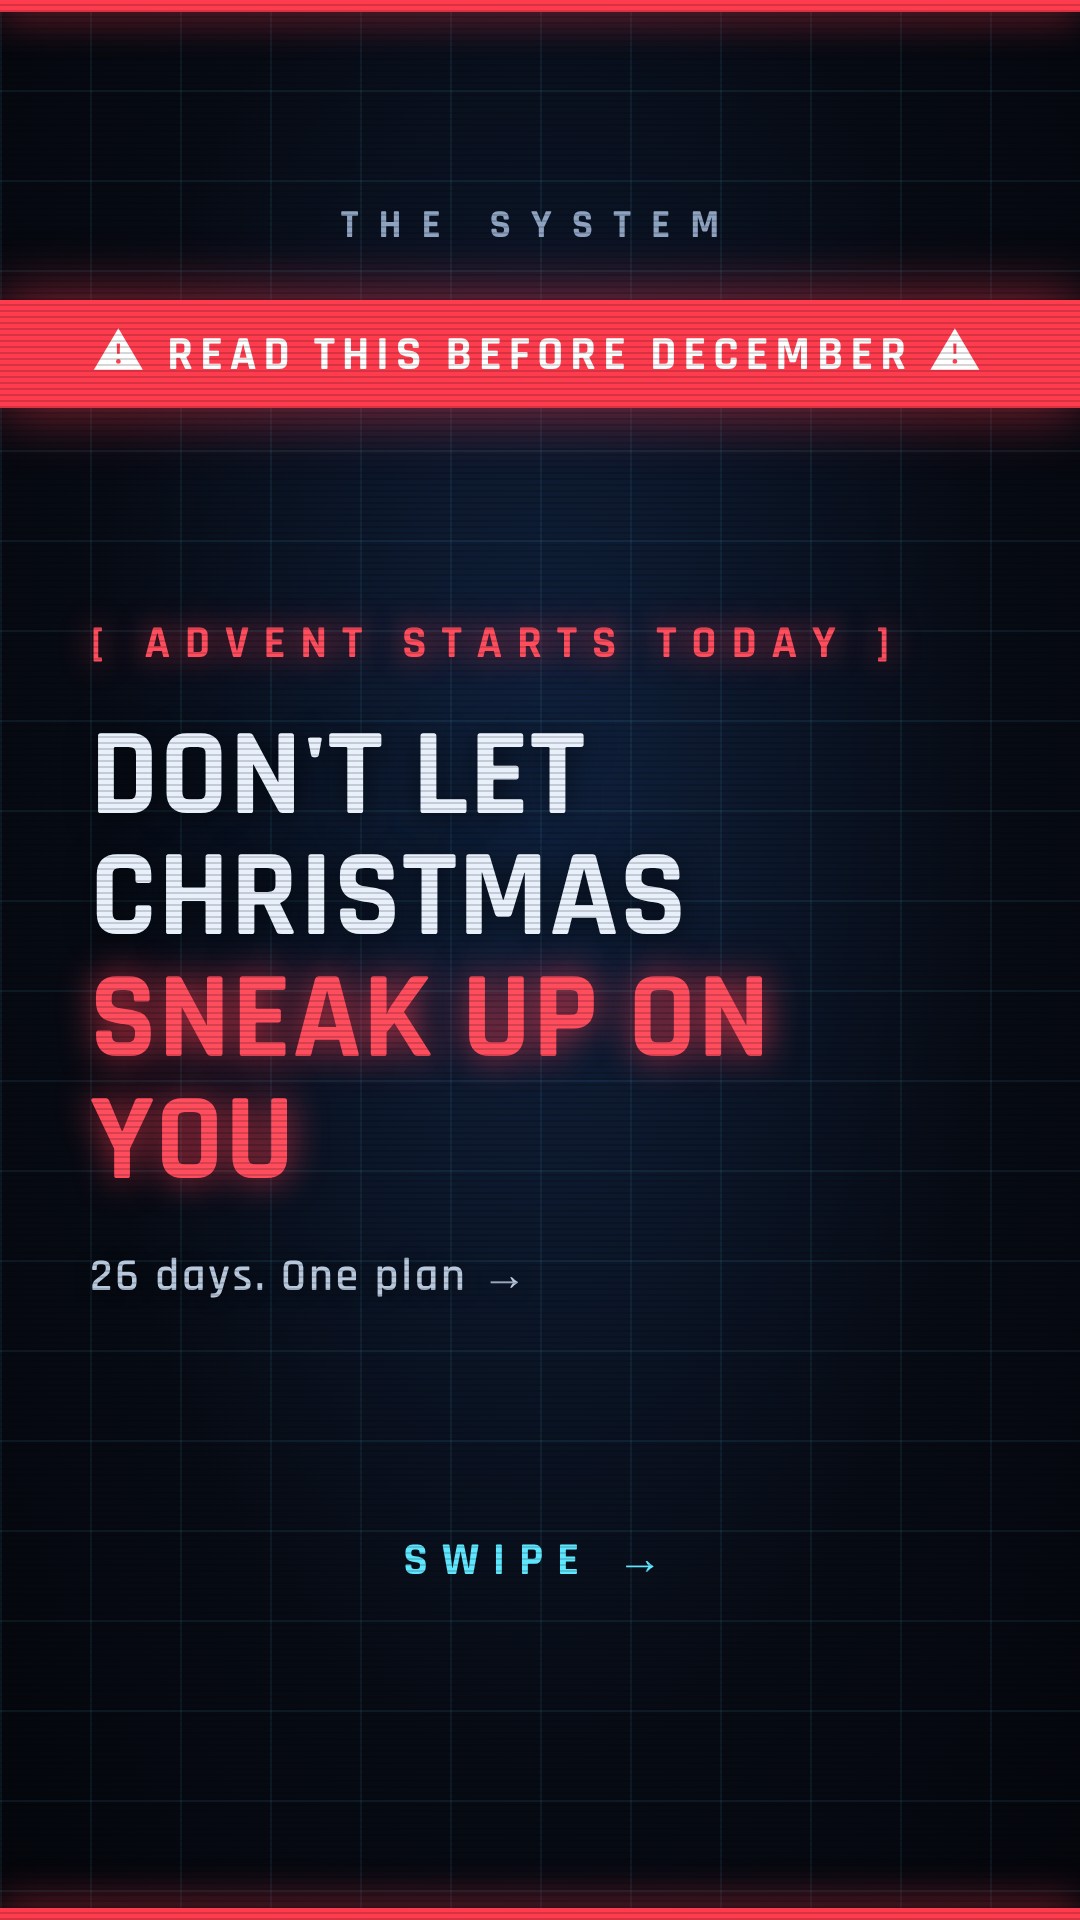 THE SYSTEM
⚠ READ THIS BEFORE DECEMBER ⚠
[ ADVENT STARTS TODAY ]
DON'T LET
CHRISTMAS
SNEAK UP ON
YOU
26 days. One plan →
SWIPE →